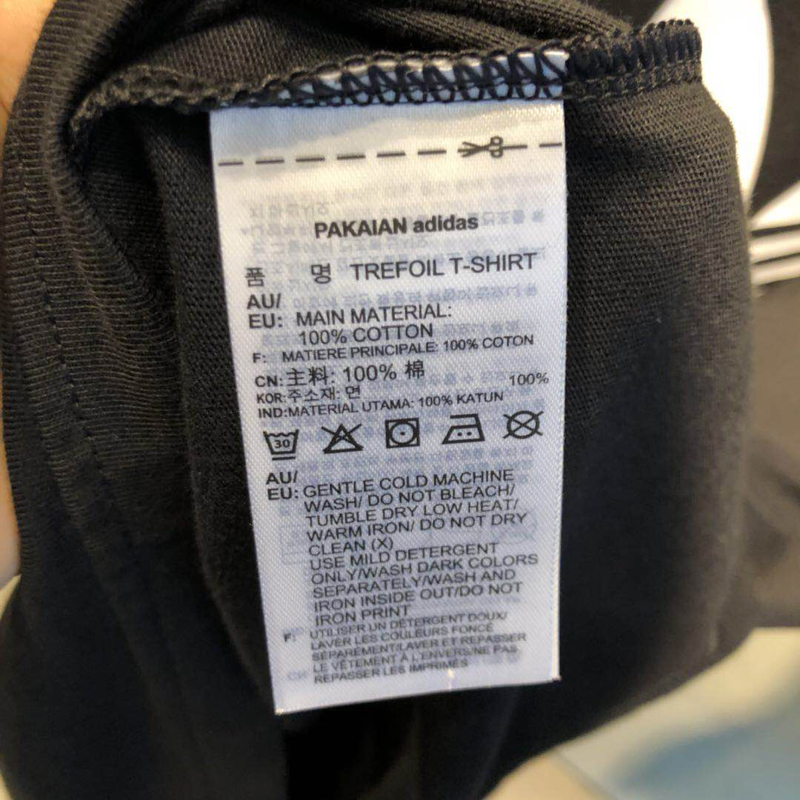 PAKAIAN adidas
품 명 TREFOIL T-SHIRT
AU/
EU: MAIN MATERIAL:
100% COTTON
F: MATIERE PRINCIPALE: 100% COTON
CN:主料: 100% 棉
KOR:주소재: 면 100%
IND:MATERIAL UTAMA: 100% KATUN
30
AU/
EU: GENTLE COLD MACHINE
WASH/ DO NOT BLEACH/
TUMBLE DRY LOW HEAT/
WARM IRON/ DO NOT DRY
CLEAN (X)
USE MILD DETERGENT
ONLY/WASH DARK COLORS
SEPARATELY/WASH AND
IRON INSIDE OUT/DO NOT
IRON PRINT
F: UTILISER UN DÉTERGENT DOUX/
LAVER LES COULEURS FONCÉ
SÉPARÉMENT/LAVER ET REPASSER
LE VÊTEMENT À L'ENVERS/NE PAS
REPASSER LES IMPRIMÉS